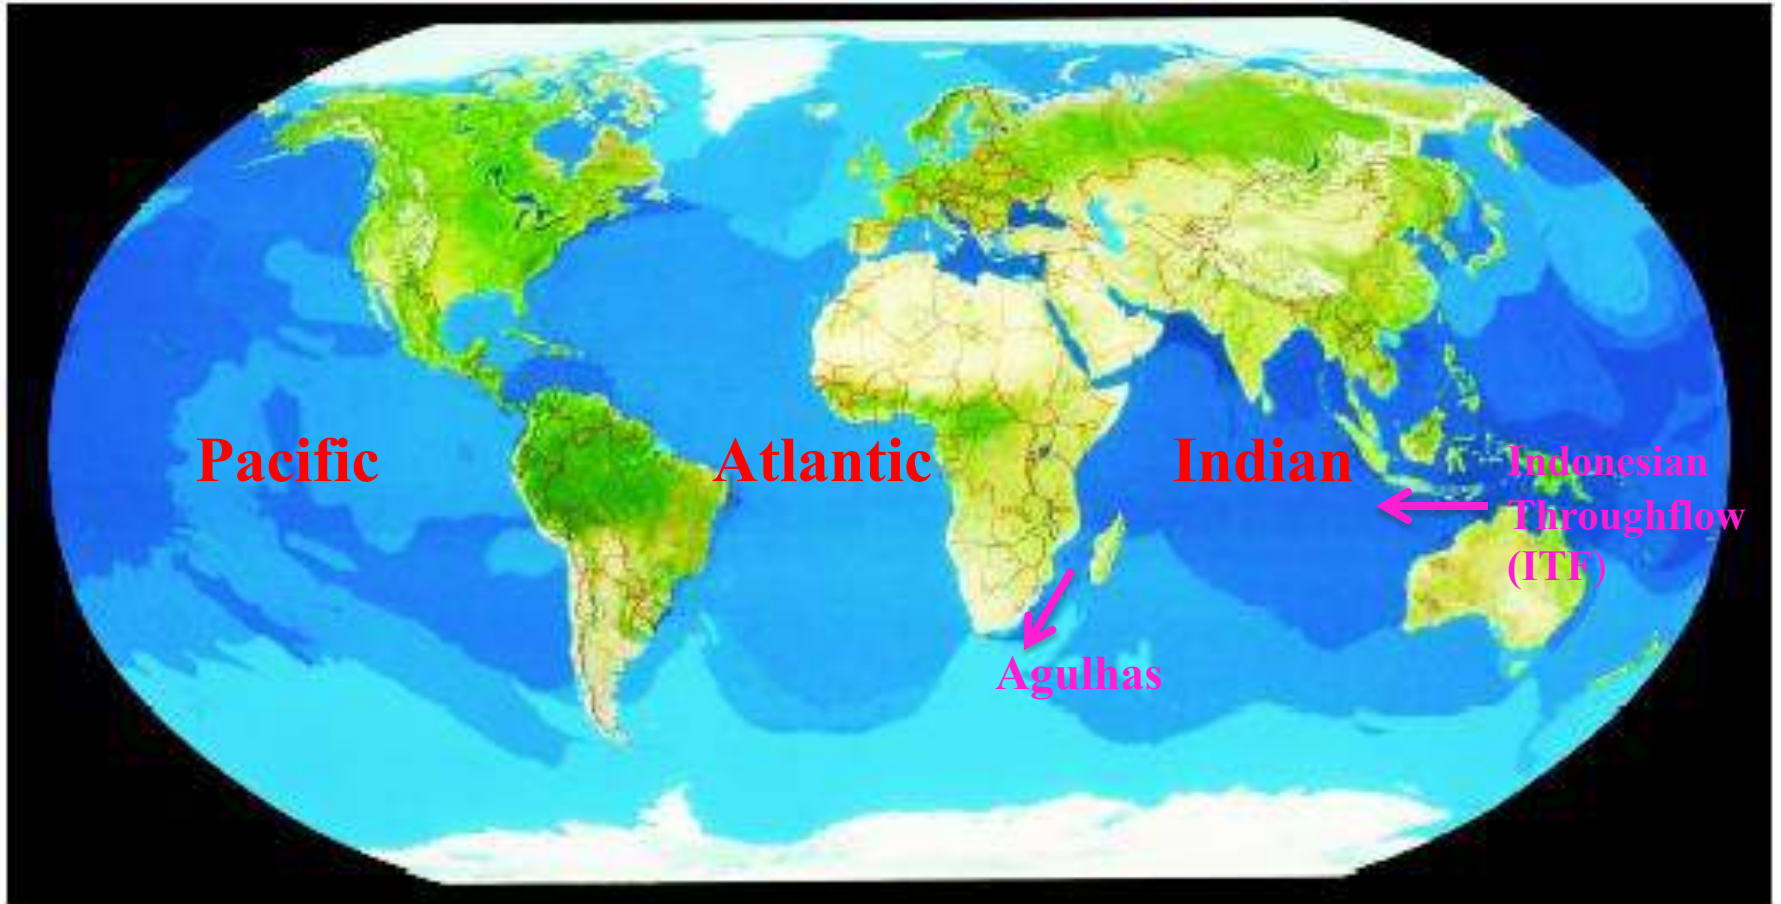 Pacific
Atlantic
Indian
Indonesian
Throughflow
(ITF)
Agulhas